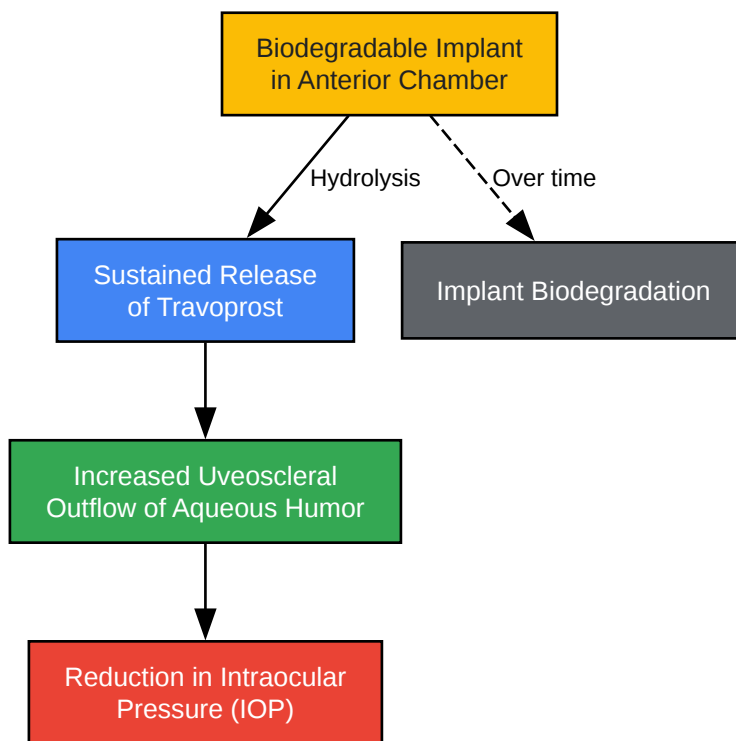 Biodegradable Implant
in Anterior Chamber
Hydrolysis
Over time
Sustained Release
of Travoprost
Implant Biodegradation
Increased Uveoscleral
Outflow of Aqueous Humor
Reduction in Intraocular
Pressure (IOP)